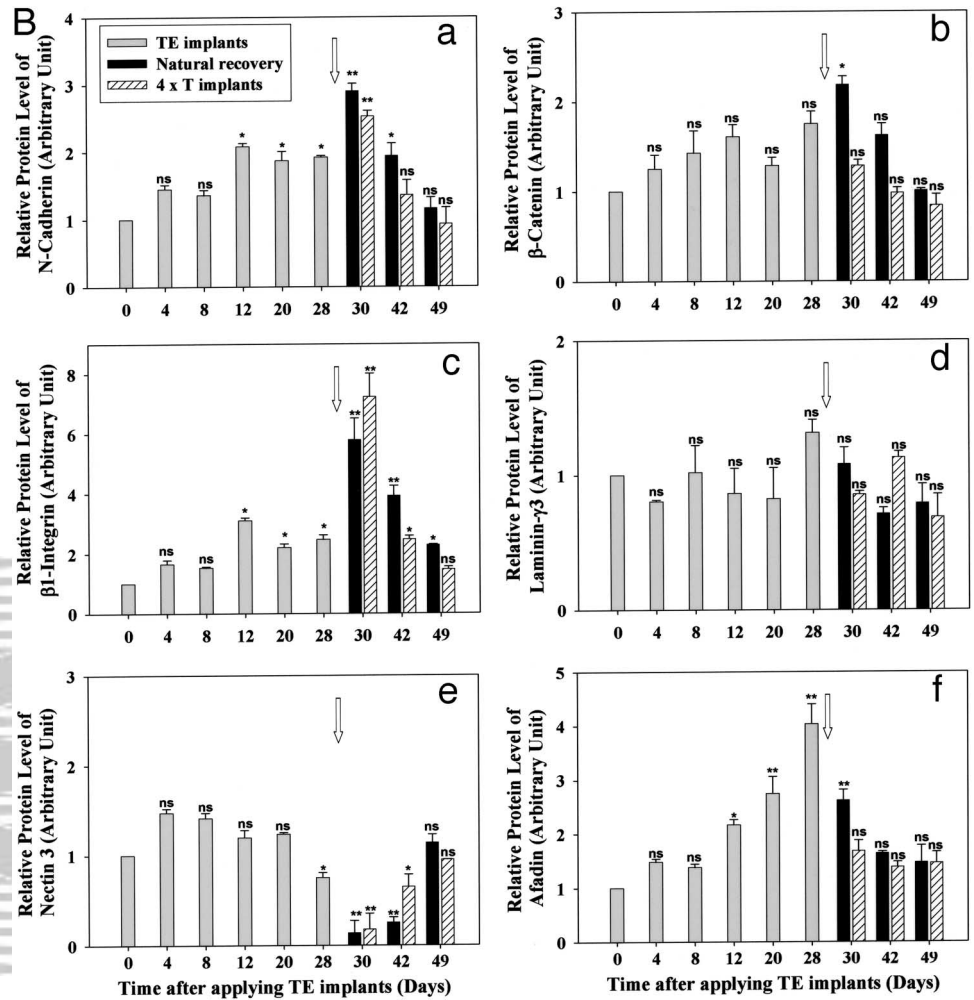 B
a
TE implants
Natural recovery
4 x T implants
Relative Protein Level of
N-Cadherin (Arbitrary Unit)
4
3
2
1
0
ns
ns
*
*
*
**
**
*
ns
ns
ns
0 4 8 12 20 28 30 42 49
b
Relative Protein Level of
β-Catenin (Arbitrary Unit)
3
2
1
0
ns
ns
ns
ns
ns
*
ns
ns
ns
ns
ns
0 4 8 12 20 28 30 42 49
c
Relative Protein Level of
β1-Integrin (Arbitrary Unit)
8
6
4
2
0
ns
ns
*
*
*
**
**
**
*
*
ns
0 4 8 12 20 28 30 42 49
d
Relative Protein Level of
Laminin-γ3 (Arbitrary Unit)
2
1
0
ns
ns
ns
ns
ns
ns
ns
ns
ns
ns
ns
0 4 8 12 20 28 30 42 49
e
Relative Protein Level of
Nectin 3 (Arbitrary Unit)
3
2
1
0
ns
ns
ns
ns
*
**
**
**
*
ns
ns
0 4 8 12 20 28 30 42 49
Time after applying TE implants (Days)
f
Relative Protein Level of
Afadin (Arbitrary Unit)
5
4
3
2
1
0
ns
ns
*
**
**
**
ns
ns
ns
ns
ns
0 4 8 12 20 28 30 42 49
Time after applying TE implants (Days)